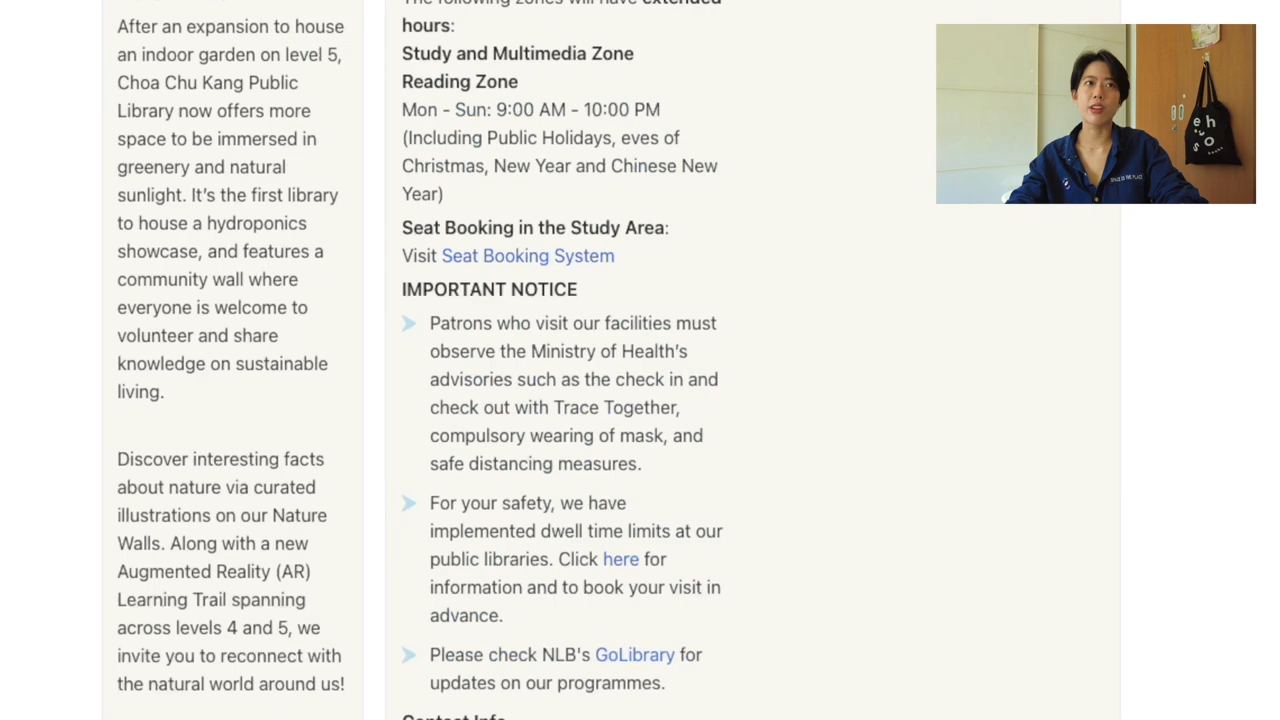 After an expansion to house
an indoor garden on level 5,
Choa Chu Kang Public
Library now offers more
space to be immersed in
greenery and natural
sunlight. It's the first library
to house a hydroponics
showcase, and features a
community wall where
everyone is welcome to
volunteer and share
knowledge on sustainable
living.
Discover interesting facts
about nature via curated
illustrations on our Nature
Walls. Along with a new
Augmented Reality (AR)
Learning Trail spanning
across levels 4 and 5, we
invite you to reconnect with
the natural world around us!
The following zones will have extended
hours:
Study and Multimedia Zone
Reading Zone
Mon - Sun: 9:00 AM - 10:00 PM
(Including Public Holidays, eves of
Christmas, New Year and Chinese New
Year)
Seat Booking in the Study Area:
Visit Seat Booking System
IMPORTANT NOTICE
Patrons who visit our facilities must
observe the Ministry of Health's
advisories such as the check in and
check out with Trace Together,
compulsory wearing of mask, and
safe distancing measures.
For your safety, we have
implemented dwell time limits at our
public libraries. Click here for
information and to book your visit in
advance.
Please check NLB's GoLibrary for
updates on our programmes.
Contact Info
SPACE IS THE PLACE